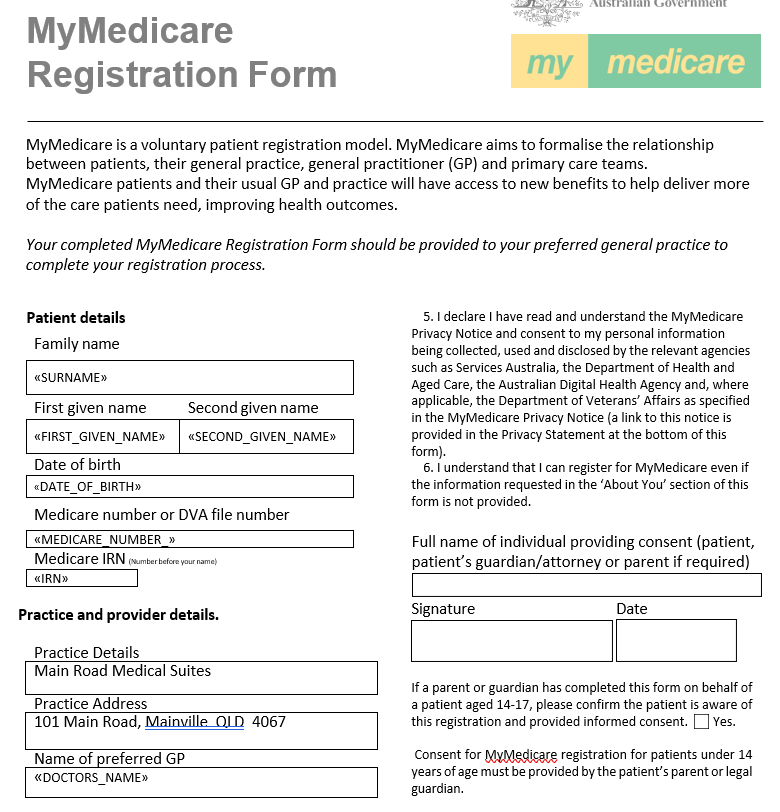 Australian Government
MyMedicare
Registration Form
my medicare
MyMedicare is a voluntary patient registration model. MyMedicare aims to formalise the relationship
between patients, their general practice, general practitioner (GP) and primary care teams.
MyMedicare patients and their usual GP and practice will have access to new benefits to help deliver more
of the care patients need, improving health outcomes.
Your completed MyMedicare Registration Form should be provided to your preferred general practice to
complete your registration process.
Patient details
Family name
«SURNAME»
First given name Second given name
«FIRST_GIVEN_NAME» «SECOND_GIVEN_NAME»
Date of birth
«DATE_OF_BIRTH»
Medicare number or DVA file number
«MEDICARE_NUMBER_»
Medicare IRN (Number before your name)
«IRN»
Practice and provider details.
Practice Details
Main Road Medical Suites
Practice Address
101 Main Road, Mainville QLD 4067
Name of preferred GP
«DOCTORS_NAME»
5. I declare I have read and understand the MyMedicare
Privacy Notice and consent to my personal information
being collected, used and disclosed by the relevant agencies
such as Services Australia, the Department of Health and
Aged Care, the Australian Digital Health Agency and, where
applicable, the Department of Veterans’ Affairs as specified
in the MyMedicare Privacy Notice (a link to this notice is
provided in the Privacy Statement at the bottom of this
form).
6. I understand that I can register for MyMedicare even if
the information requested in the ‘About You’ section of this
form is not provided.
Full name of individual providing consent (patient,
patient’s guardian/attorney or parent if required)
Signature Date
If a parent or guardian has completed this form on behalf of
a patient aged 14-17, please confirm the patient is aware of
this registration and provided informed consent. Yes.
Consent for MyMedicare registration for patients under 14
years of age must be provided by the patient’s parent or legal
guardian.